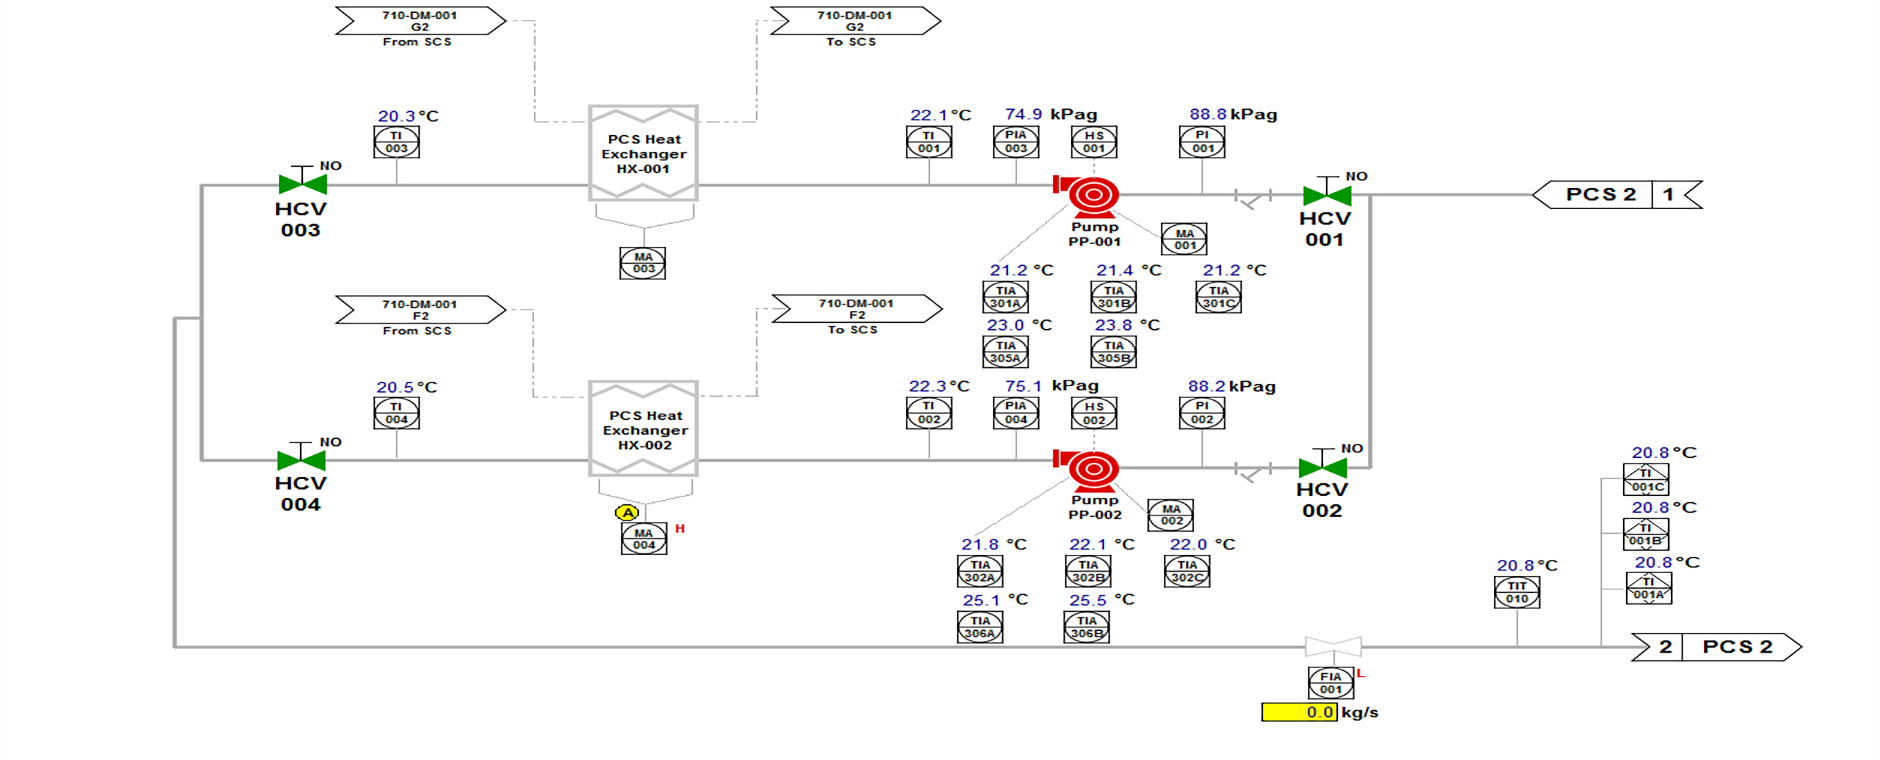 710-DM-001
G2
From SCS
710-DM-001
G2
To SCS
20.3 °C
TI
003
NO
HCV
003
PCS Heat
Exchanger
HX-001
MA
003
22.1 °C
TI
001
74.9 kPag
PIA
003
HS
001
88.8 kPag
PI
001
NO
HCV
001
PCS 2 1
Pump
PP-001
MA
001
21.2 °C
TIA
301A
21.4 °C
TIA
301B
21.2 °C
TIA
301C
23.0 °C
TIA
305A
23.8 °C
TIA
305B
710-DM-001
F2
From SCS
710-DM-001
F2
To SCS
20.5 °C
TI
004
NO
HCV
004
PCS Heat
Exchanger
HX-002
A
MA
004
H
22.3 °C
TI
002
75.1 kPag
PIA
004
HS
002
88.2 kPag
PI
002
NO
HCV
002
Pump
PP-002
MA
002
21.8 °C
TIA
302A
22.1 °C
TIA
302B
22.0 °C
TIA
302C
25.1 °C
TIA
306A
25.5 °C
TIA
306B
20.8 °C
TI
001C
20.8 °C
TI
001B
20.8 °C
TI
001A
20.8 °C
TIT
010
2 PCS 2
FIA
001
L
0.0 kg/s